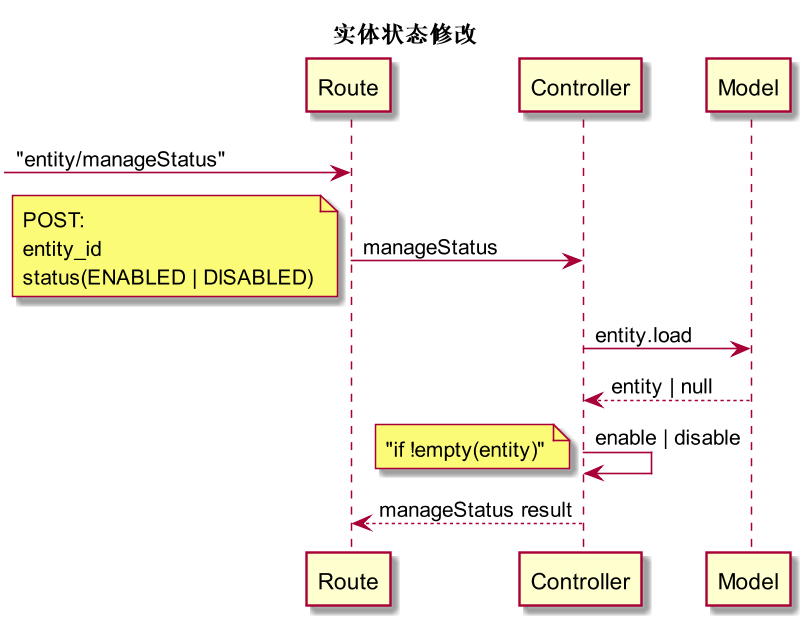 实体状态修改
Route
Controller
Model
"entity/manageStatus"
POST:
entity_id
status(ENABLED | DISABLED)
manageStatus
entity.load
entity | null
"if !empty(entity)"
enable | disable
manageStatus result
Route
Controller
Model